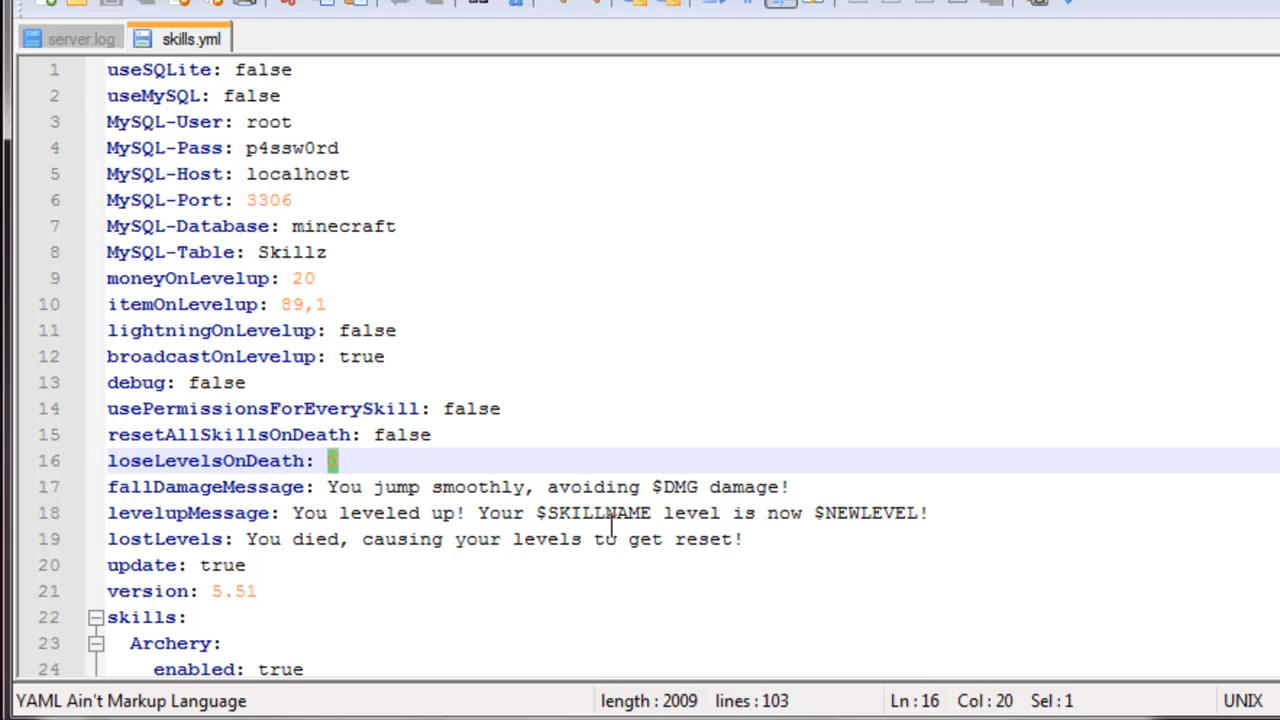 server.log
skills.yml
1 useSQLite: false
2 useMySQL: false
3 MySQL-User: root
4 MySQL-Pass: p4ssw0rd
5 MySQL-Host: localhost
6 MySQL-Port: 3306
7 MySQL-Database: minecraft
8 MySQL-Table: Skillz
9 moneyOnLevelup: 20
10 itemOnLevelup: 89,1
11 lightningOnLevelup: false
12 broadcastOnLevelup: true
13 debug: false
14 usePermissionsForEverySkill: false
15 resetAllSkillsOnDeath: false
16 loseLevelsOnDeath: 0
17 fallDamageMessage: You jump smoothly, avoiding $DMG damage!
18 levelupMessage: You leveled up! Your $SKILLNAME level is now $NEWLEVEL!
19 lostLevels: You died, causing your levels to get reset!
20 update: true
21 version: 5.51
22 skills:
23 Archery:
24 enabled: true
YAML Ain't Markup Language length : 2009 lines : 103 Ln : 16 Col : 20 Sel : 1 UNIX